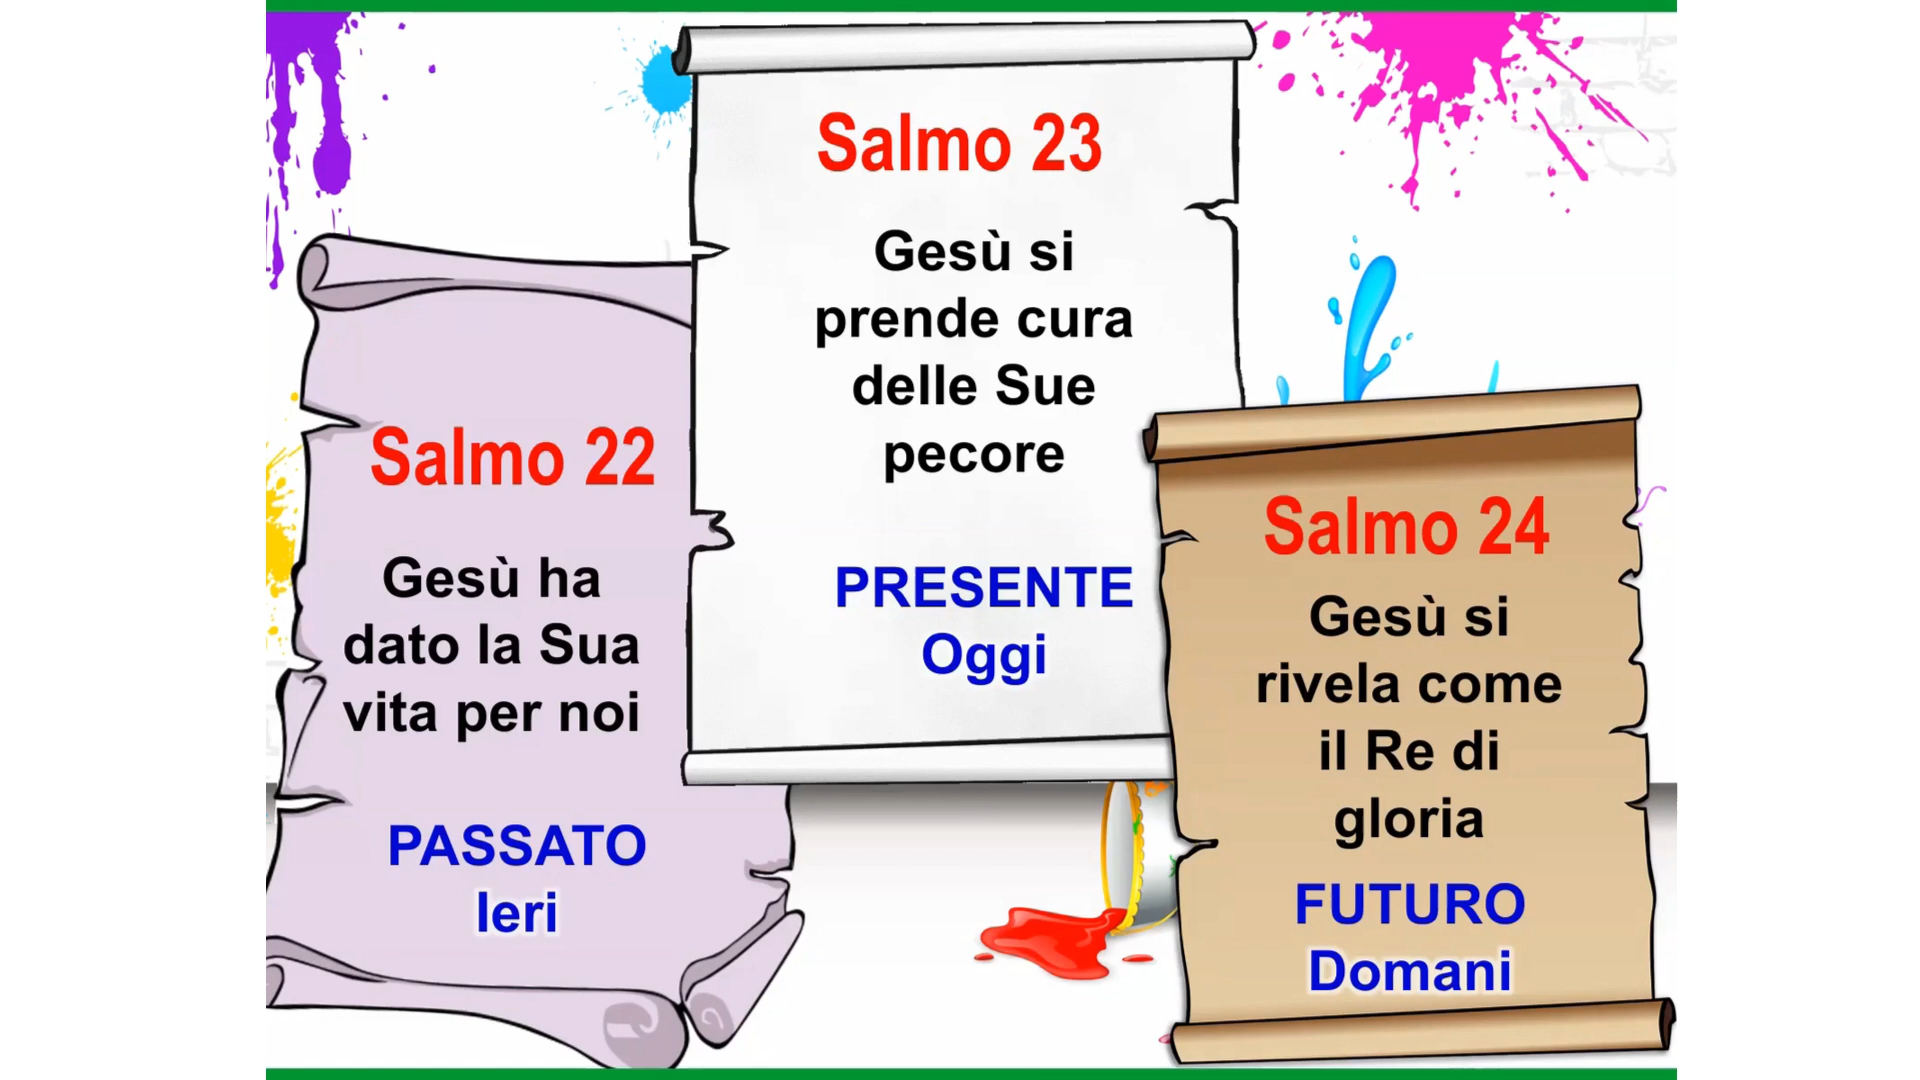 Salmo 22
Gesù ha
dato la Sua
vita per noi
PASSATO
Ieri
Salmo 23
Gesù si
prende cura
delle Sue
pecore
PRESENTE
Oggi
Salmo 24
Gesù si
rivela come
il Re di
gloria
FUTURO
Domani